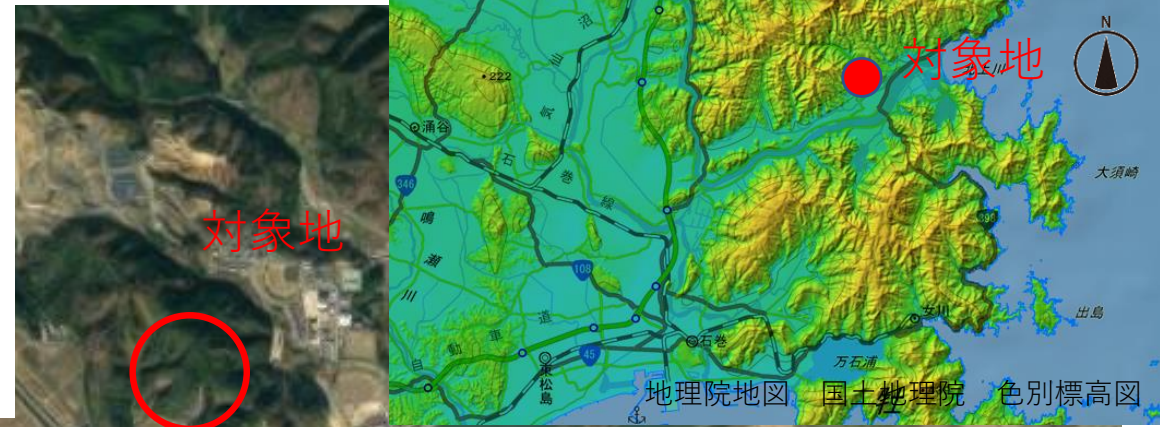 対象地
対象地
N
北上川
222
沼
仙
気
涌谷
石
巻
線
346
鳴
瀬
川
大須崎
398
108
出島
女川
石巻
道
車
動
自
45
東松島
万石浦
牡
地理院地図 国土地理院 色別標高図